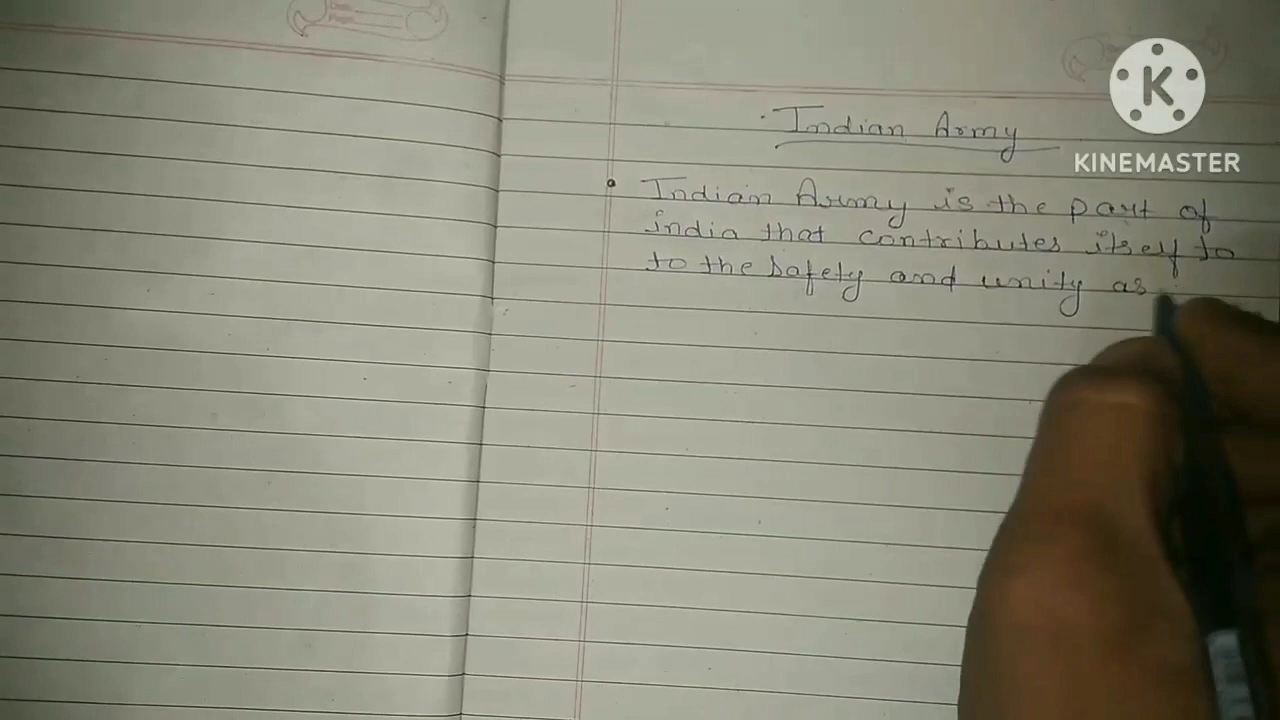 Indian Army
KINEMASTER
Indian Army is the part of
india that contributes itself to
to the safety and unity as